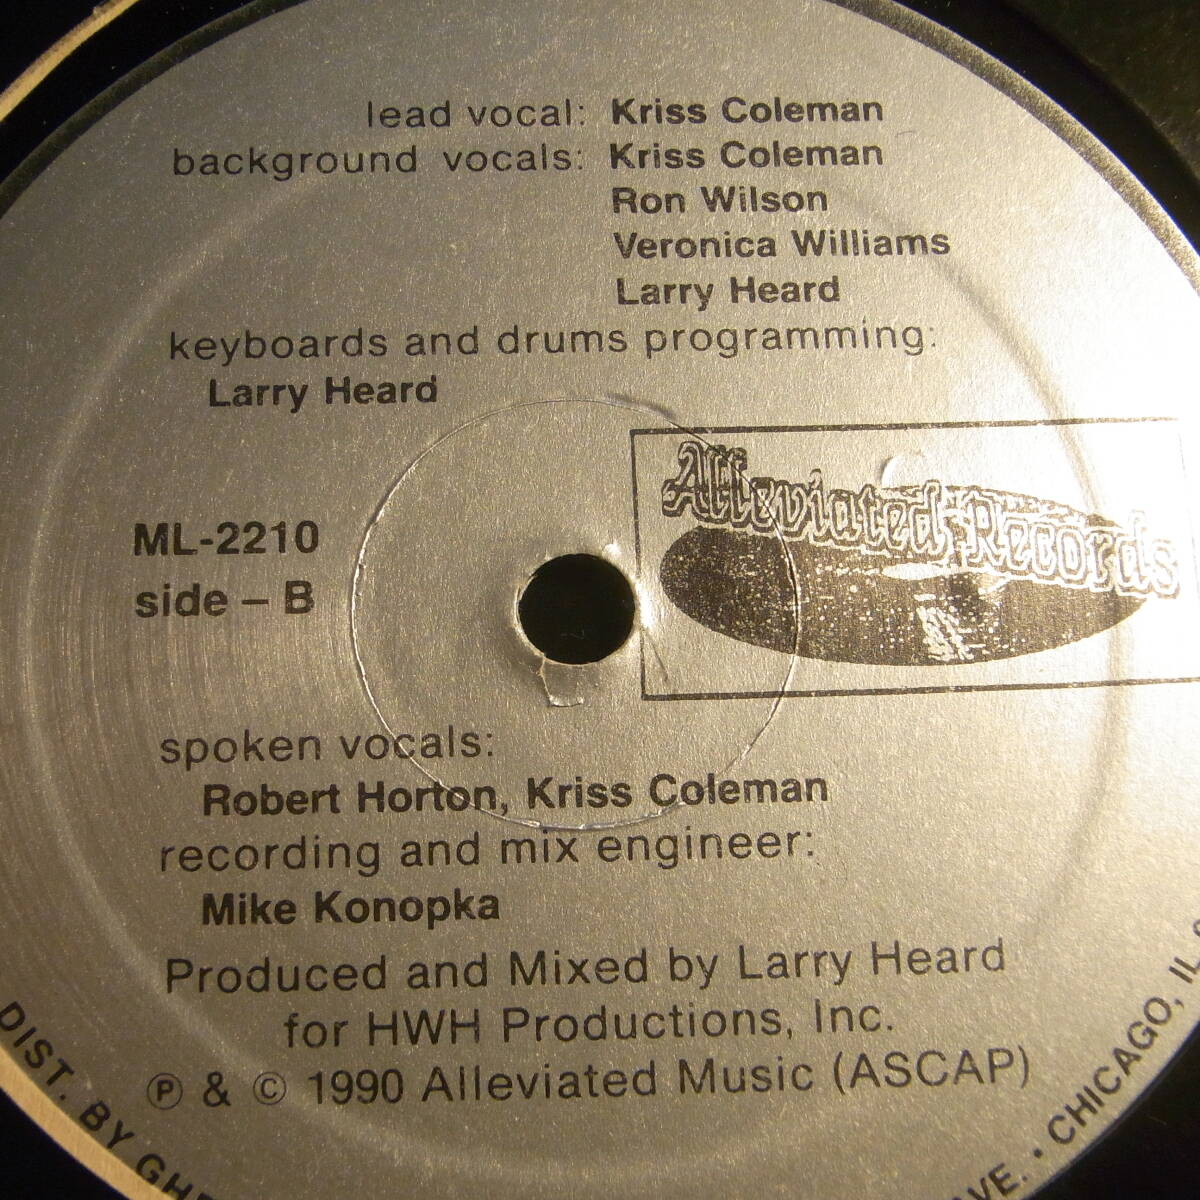 lead vocal: Kriss Coleman
background vocals: Kriss Coleman
Ron Wilson
Veronica Williams
Larry Heard
keyboards and drums programming:
Larry Heard
Alleviated Records
ML-2210
side – B
spoken vocals:
Robert Horton, Kriss Coleman
recording and mix engineer:
Mike Konopka
Produced and Mixed by Larry Heard
for HWH Productions, Inc.
℗ & © 1990 Alleviated Music (ASCAP)
DIST. BY
• CHICAGO, IL